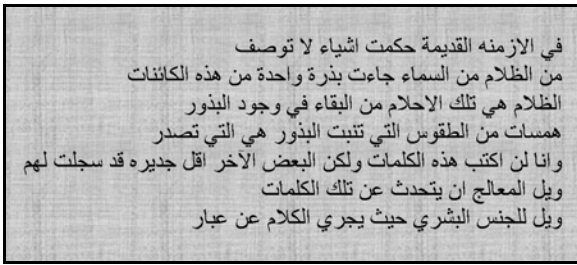 في الازمنه القديمة حكمت اشياء لا توصف
من الظلام من السماء جاءت بذرة واحدة من هذه الكائنات
الظلام هي تلك الاحلام من البقاء في وجود البذور
همسات من الطقوس التي تنبت البذور هي التي تصدر
وانا لن اكتب هذه الكلمات ولكن البعض الآخر اقل جديره قد سجلت لهم
ويل المعالج ان يتحدث عن تلك الكلمات
ويل للجنس البشري حيث يجري الكلام عن عبار